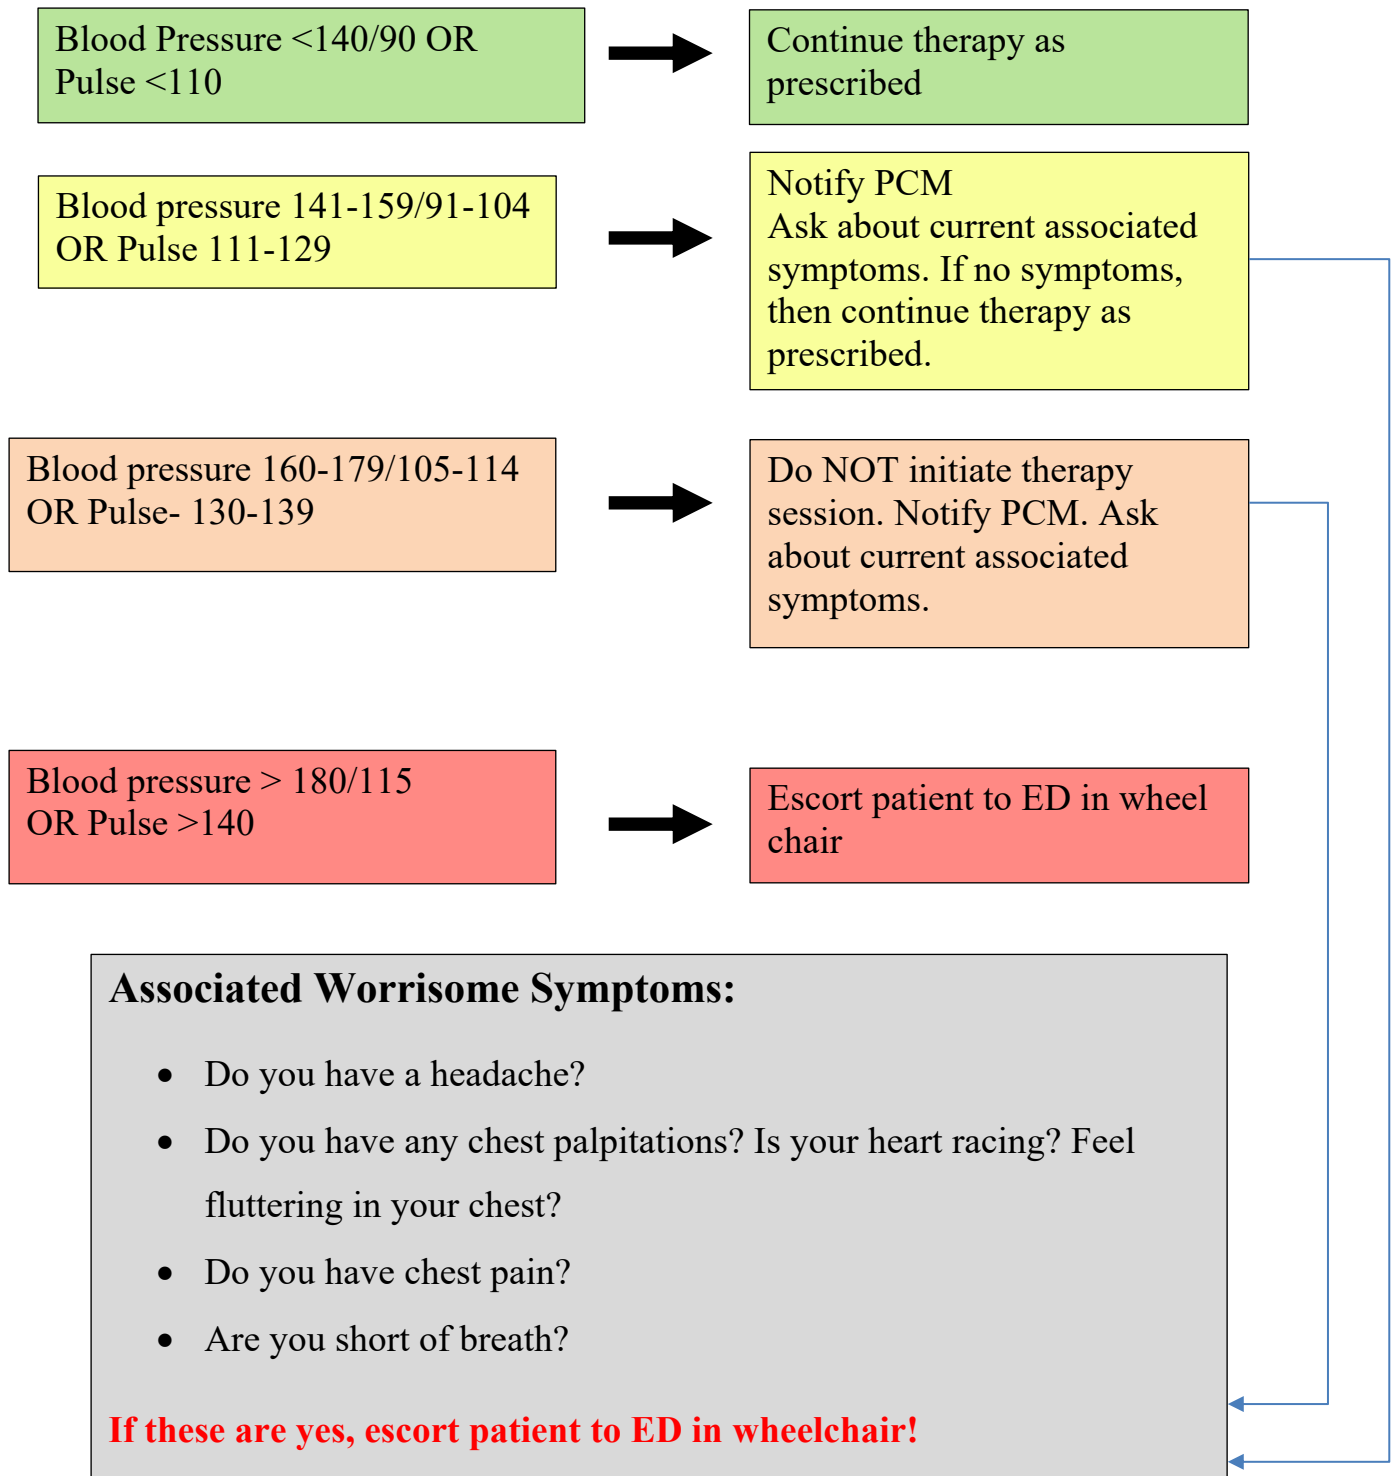 Blood Pressure <140/90 OR
Pulse <110
Continue therapy as
prescribed
Blood pressure 141-159/91-104
OR Pulse 111-129
Notify PCM
Ask about current associated
symptoms. If no symptoms,
then continue therapy as
prescribed.
Blood pressure 160-179/105-114
OR Pulse- 130-139
Do NOT initiate therapy
session. Notify PCM. Ask
about current associated
symptoms.
Blood pressure > 180/115
OR Pulse >140
Escort patient to ED in wheel
chair
Associated Worrisome Symptoms:
• Do you have a headache?
• Do you have any chest palpitations? Is your heart racing? Feel
fluttering in your chest?
• Do you have chest pain?
• Are you short of breath?
If these are yes, escort patient to ED in wheelchair!